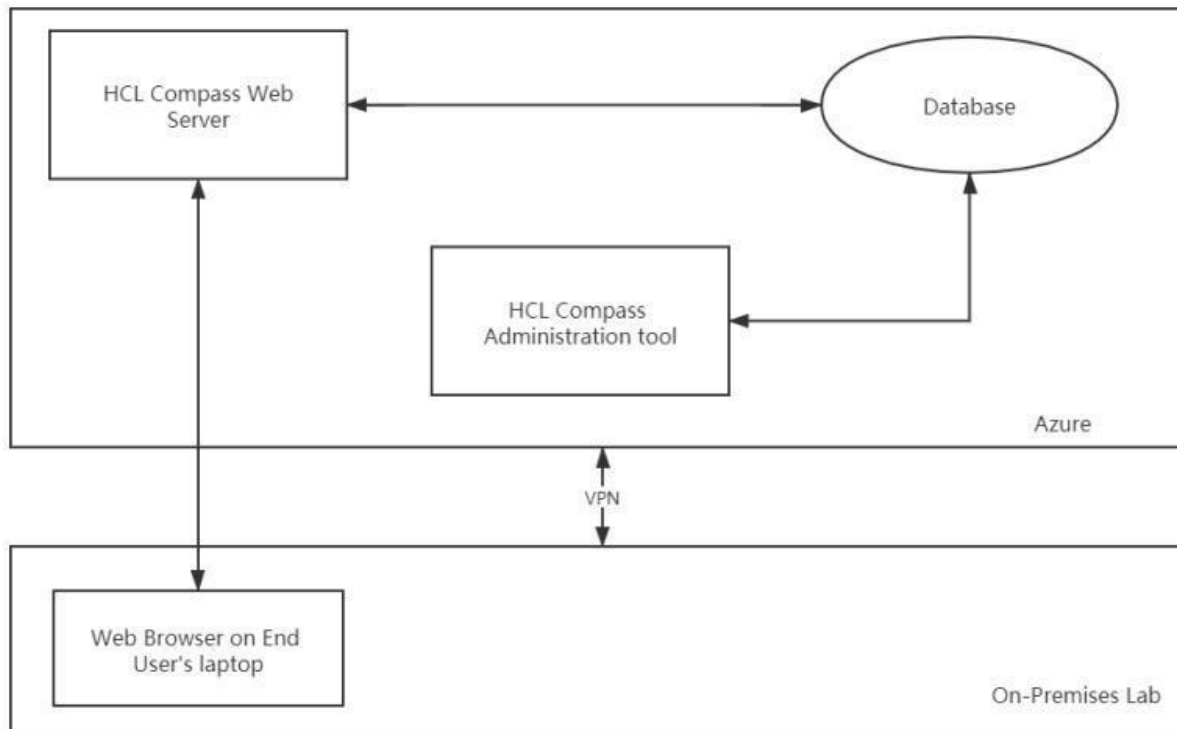 HCL Compass Web
Server
Database
HCL Compass
Administration tool
Azure
VPN
Web Browser on End
User's laptop
On-Premises Lab